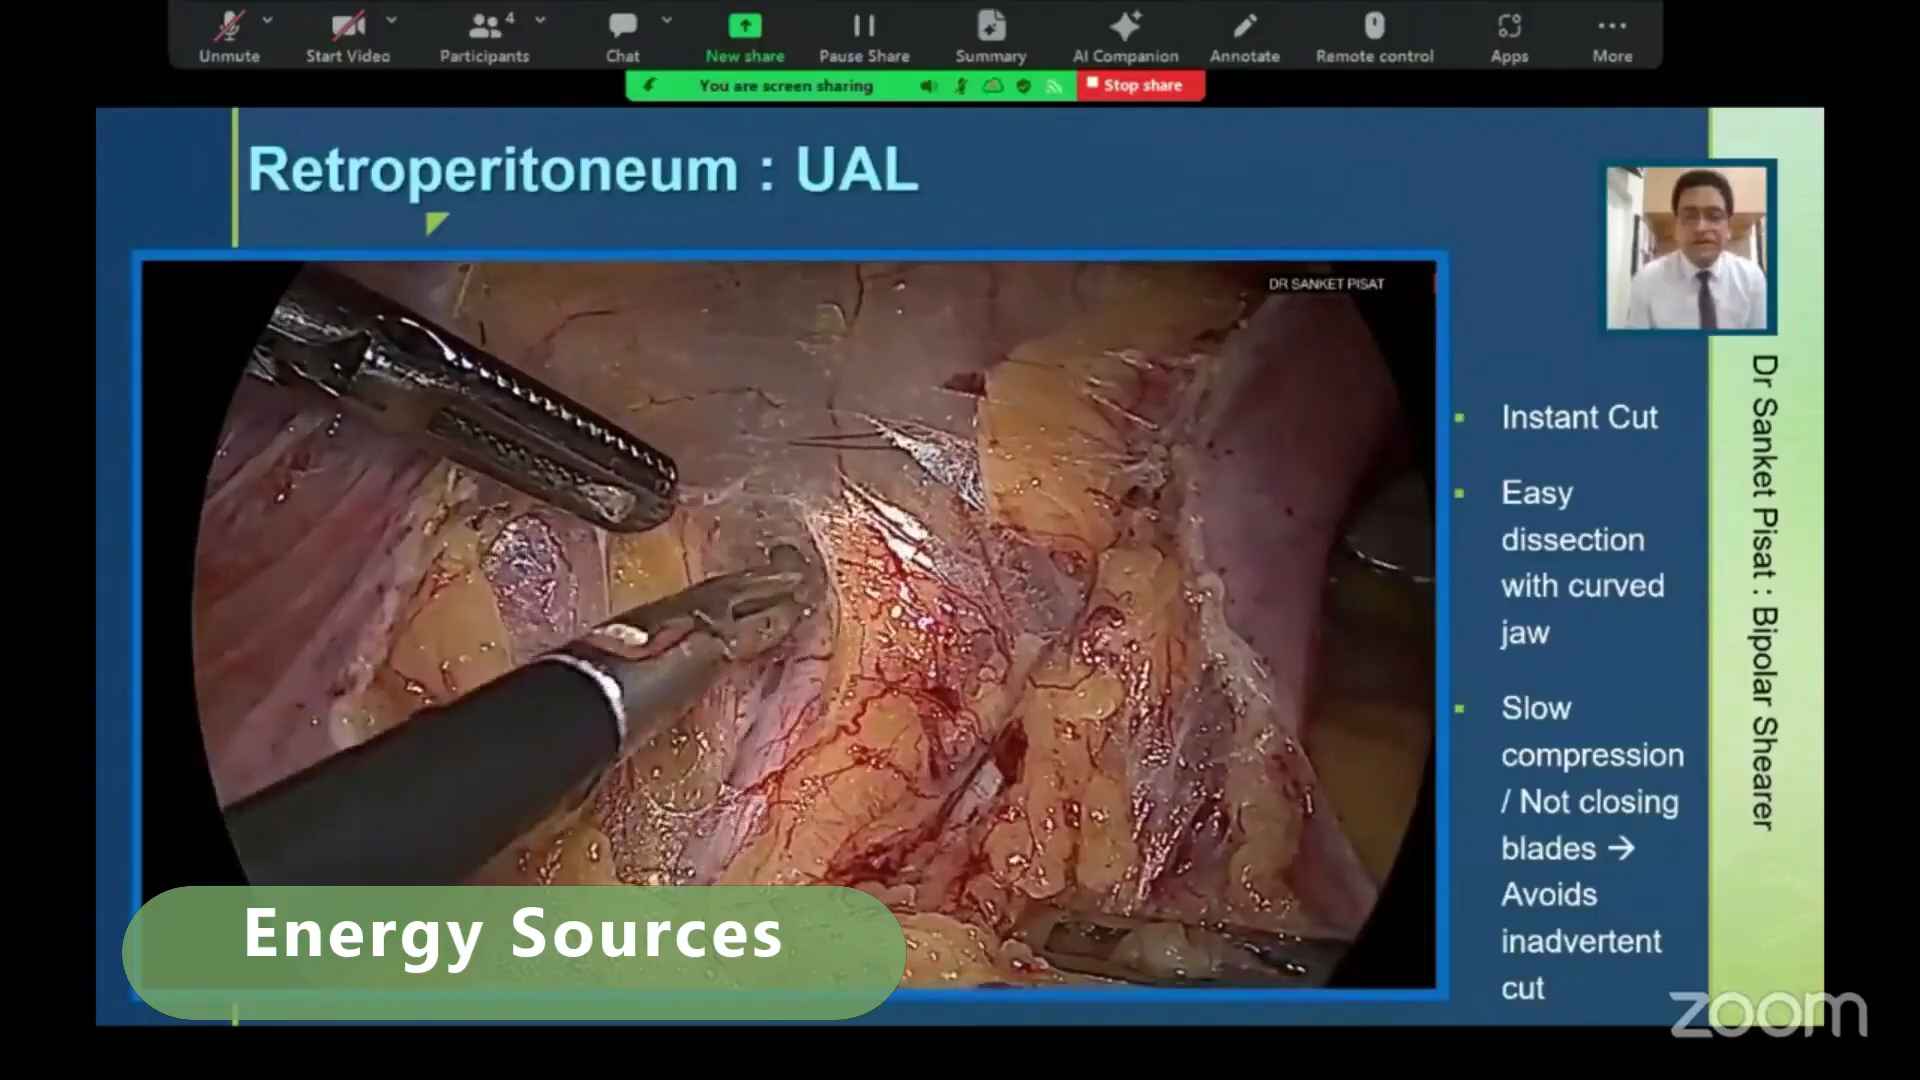 4
Unmute
Start Video
Participants
Chat
New share
Pause Share
Summary
AI Companion
Annotate
Remote control
Apps
More
You are screen sharing
Stop share
Retroperitoneum : UAL
DR SANKET PISAT
Instant Cut
Easy
dissection
with curved
jaw
Slow
compression
/ Not closing
blades →
Avoids
inadvertent
cut
Dr Sanket Pisat : Bipolar Shearer
Energy Sources
zoom